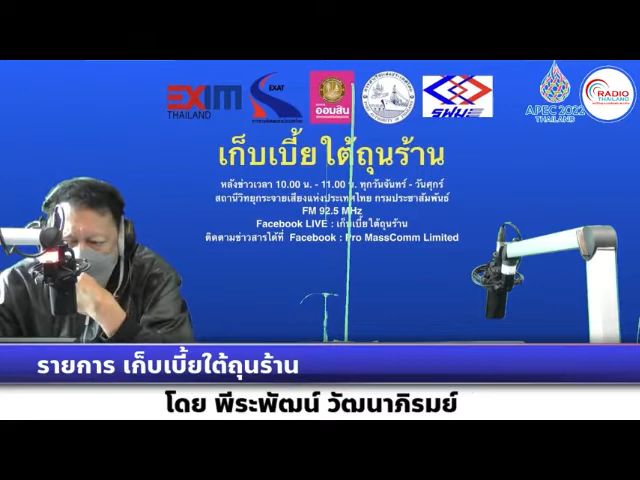 EXIM
THAILAND
EXAT
ออมสิน
รฟม
APEC 2022
THAILAND
RADIO
THAILAND
เก็บเบี้ยใต้ถุนร้าน
หลังข่าวเวลา 10.00 น. - 11.00 น. ทุกวันจันทร์ - วันศุกร์
สถานีวิทยุกระจายเสียงแห่งประเทศไทย กรมประชาสัมพันธ์
FM 92.5 MHz
Facebook LIVE : เก็บเบี้ยใต้ถุนร้าน
ติดตามข่าวสารได้ที่ Facebook : Pro MassComm Limited
รายการ เก็บเบี้ยใต้ถุนร้าน
โดย พีระพัฒน์ วัฒนาภิรมย์